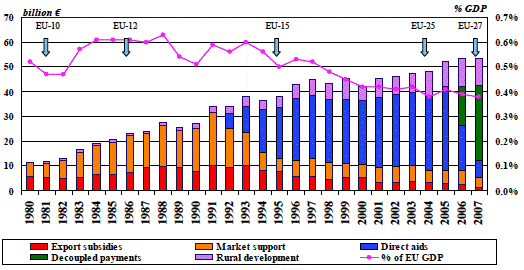 billion € % GDP
EU-10 EU-12 EU-15 EU-25 EU-27
70 0.7%
60 0.6%
50 0.5%
40 0.4%
30 0.3%
20 0.2%
10 0.1%
0 0.0%
1980 1981 1982 1983 1984 1985 1986 1987 1988 1989 1990 1991 1992 1993 1994 1995 1996 1997 1998 1999 2000 2001 2002 2003 2004 2005 2006 2007
Export subsidies Market support Direct aids
Decoupled payments Rural development % of EU GDP